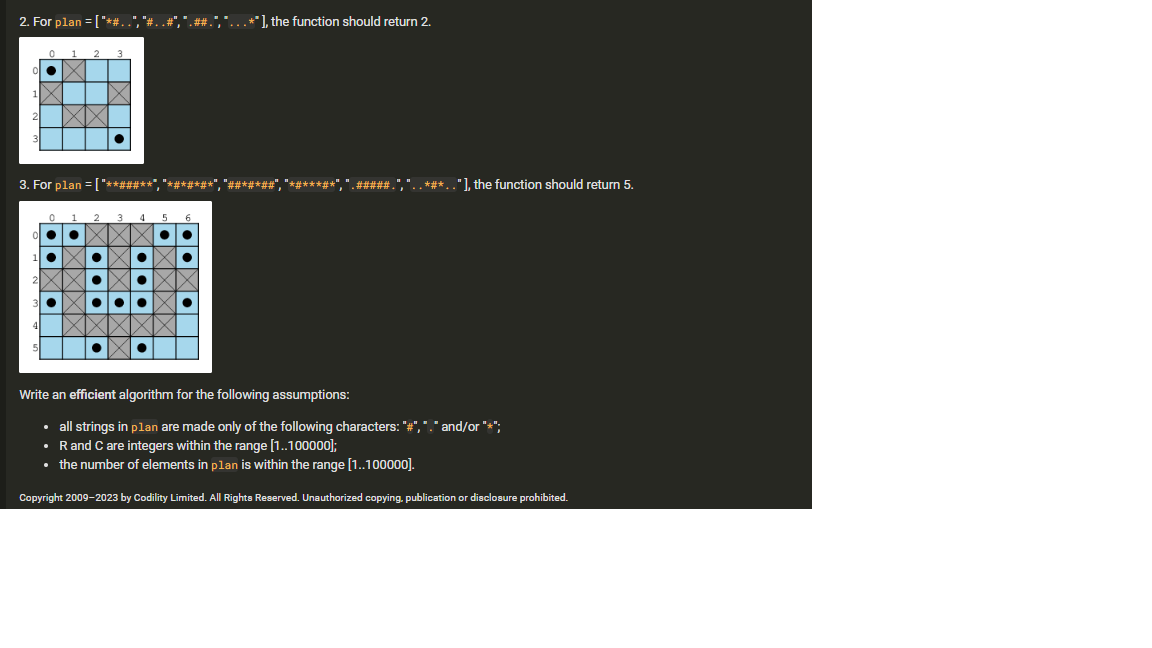 2. For plan = ["*#..","#..#",".##.","...*"], the function should return 2.
0 1 2 3
0
1
2
3
3. For plan = ["**###**","*#*#*#*","##*#*##","*#***#*",".#####.","..*#*.."], the function should return 5.
0 1 2 3 4 5 6
0
1
2
3
4
5
Write an efficient algorithm for the following assumptions:
• all strings in plan are made only of the following characters: "#", "." and/or "*";
• R and C are integers within the range [1..100000];
• the number of elements in plan is within the range [1..100000].
Copyright 2009–2023 by Codility Limited. All Rights Reserved. Unauthorized copying, publication or disclosure prohibited.